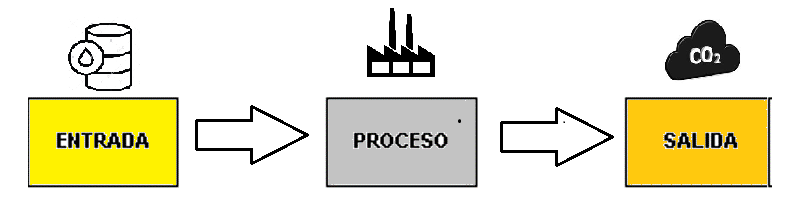 CO₂
ENTRADA
PROCESO
SALIDA